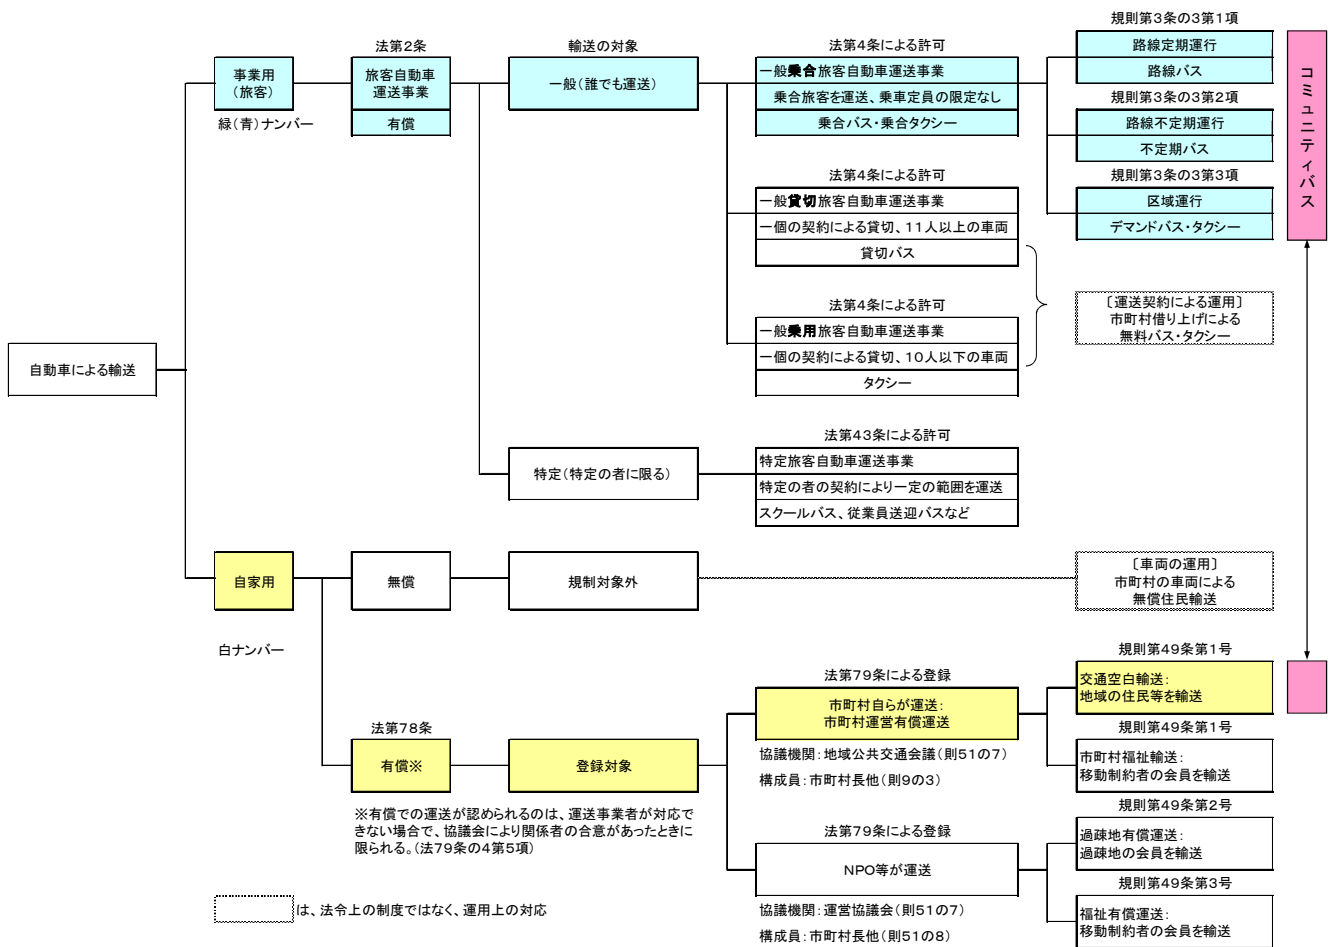 自動車による輸送
事業用
(旅客)
緑(青)ナンバー
法第2条
旅客自動車
運送事業
有償
輸送の対象
一般(誰でも運送)
法第4条による許可
一般乗合旅客自動車運送事業
乗合旅客を運送、乗車定員の限定なし
乗合バス・乗合タクシー
規則第3条の3第1項
路線定期運行
路線バス
規則第3条の3第2項
路線不定期運行
不定期バス
規則第3条の3第3項
区域運行
デマンドバス・タクシー
コミュニティバス
法第4条による許可
一般貸切旅客自動車運送事業
一個の契約による貸切、11人以上の車両
貸切バス
法第4条による許可
一般乗用旅客自動車運送事業
一個の契約による貸切、10人以下の車両
タクシー
〔運送契約による運用〕
市町村借り上げによる
無料バス・タクシー
特定(特定の者に限る)
法第43条による許可
特定旅客自動車運送事業
特定の者の契約により一定の範囲を運送
スクールバス、従業員送迎バスなど
自家用
白ナンバー
無償
規制対象外
〔車両の運用〕
市町村の車両による
無償住民輸送
法第78条
有償※
登録対象
※有償での運送が認められるのは、運送事業者が対応で
きない場合で、協議会により関係者の合意があったときに
限られる。(法79条の4第5項)
法第79条による登録
市町村自らが運送:
市町村運営有償運送
協議機関:地域公共交通会議(則51の7)
構成員:市町村長他(則9の3)
規則第49条第1号
交通空白輸送:
地域の住民等を輸送
規則第49条第1号
市町村福祉輸送:
移動制約者の会員を輸送
法第79条による登録
NPO等が運送
協議機関:運営協議会(則51の7)
構成員:市町村長他(則51の8)
規則第49条第2号
過疎地有償運送:
過疎地の会員を輸送
規則第49条第3号
福祉有償運送:
移動制約者の会員を輸送
は、法令上の制度ではなく、運用上の対応